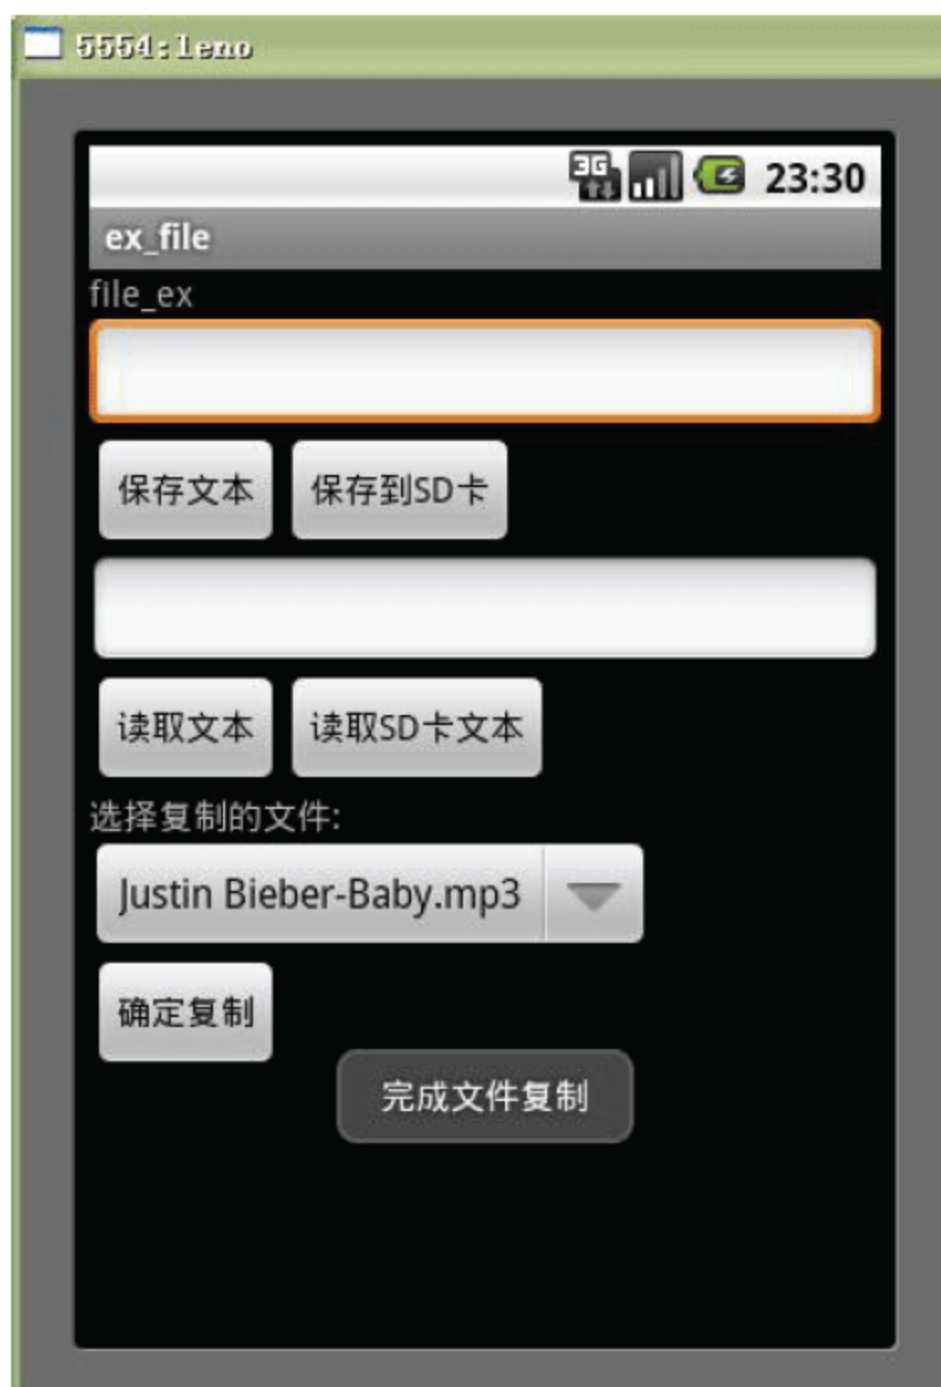 5554:leno
3G 23:30
ex_file
file_ex
保存文本 保存到SD卡
读取文本 读取SD卡文本
选择复制的文件:
Justin Bieber-Baby.mp3
确定复制
完成文件复制